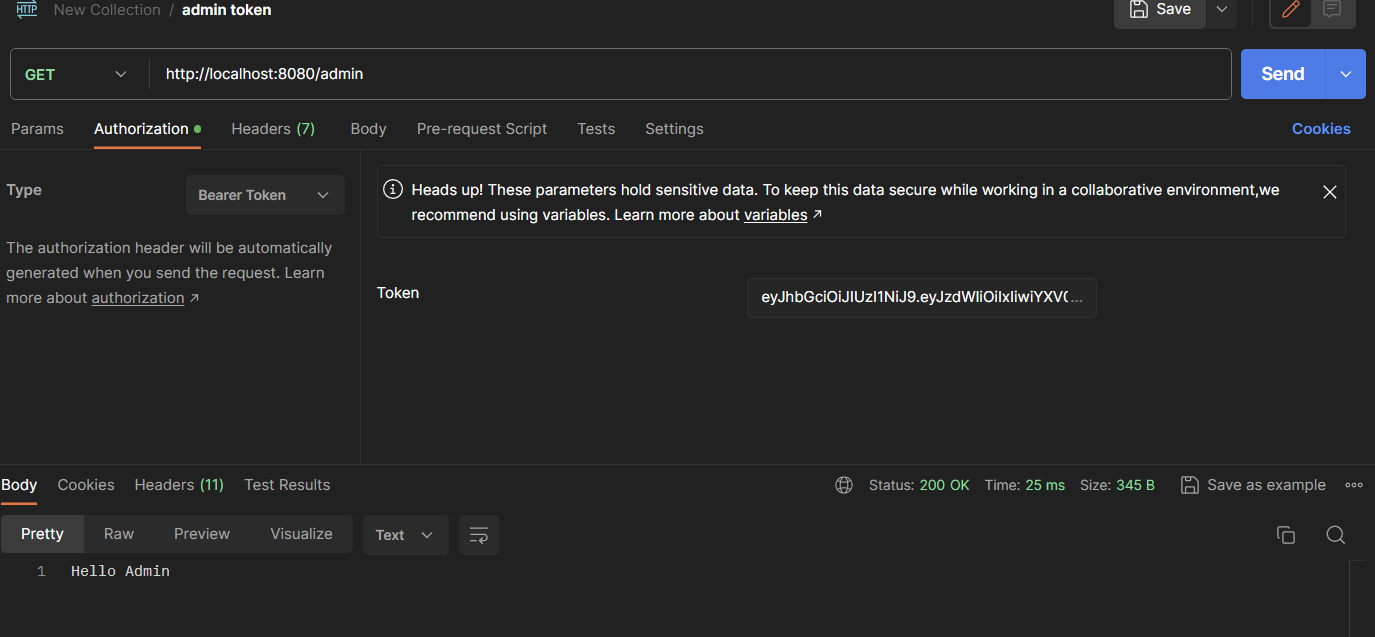 HTTP New Collection / admin token Save
GET http://localhost:8080/admin Send
Params Authorization Headers (7) Body Pre-request Script Tests Settings Cookies
Type Bearer Token
The authorization header will be automatically
generated when you send the request. Learn
more about authorization ↗
Heads up! These parameters hold sensitive data. To keep this data secure while working in a collaborative environment,we
recommend using variables. Learn more about variables ↗
Token eyJhbGciOiJIUzI1NiJ9.eyJzdWIiOiIxIiwiYXV0...
Body Cookies Headers (11) Test Results Status: 200 OK Time: 25 ms Size: 345 B Save as example
Pretty Raw Preview Visualize Text
1 Hello Admin